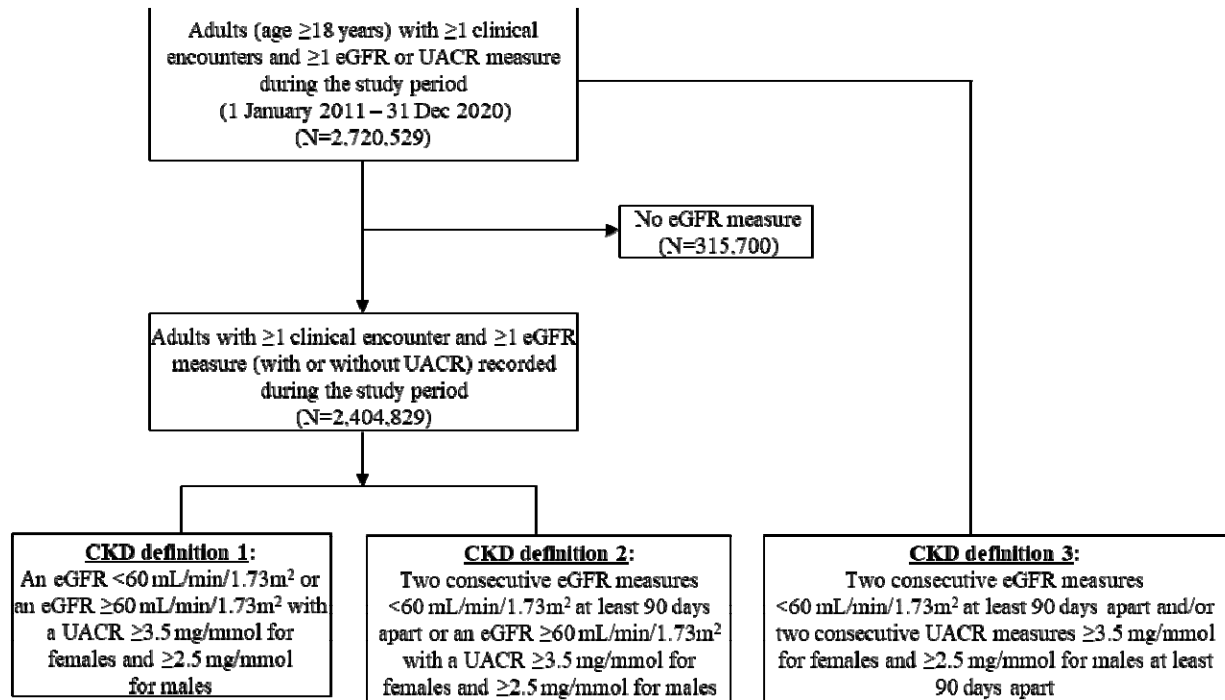 Adults (age ≥18 years) with ≥1 clinical
encounters and ≥1 eGFR or UACR measure
during the study period
(1 January 2011 – 31 Dec 2020)
(N=2,720,529)
No eGFR measure
(N=315,700)
Adults with ≥1 clinical encounter and ≥1 eGFR
measure (with or without UACR) recorded
during the study period
(N=2,404,829)
CKD definition 1:
An eGFR <60 mL/min/1.73m² or
an eGFR ≥60 mL/min/1.73m² with
a UACR ≥3.5 mg/mmol for
females and ≥2.5 mg/mmol
for males
CKD definition 2:
Two consecutive eGFR measures
<60 mL/min/1.73m² at least 90 days
apart or an eGFR ≥60 mL/min/1.73m²
with a UACR ≥3.5 mg/mmol for
females and ≥2.5 mg/mmol for males
CKD definition 3:
Two consecutive eGFR measures
<60 mL/min/1.73m² at least 90 days apart and/or
two consecutive UACR measures ≥3.5 mg/mmol
for females and ≥2.5 mg/mmol for males at least
90 days apart